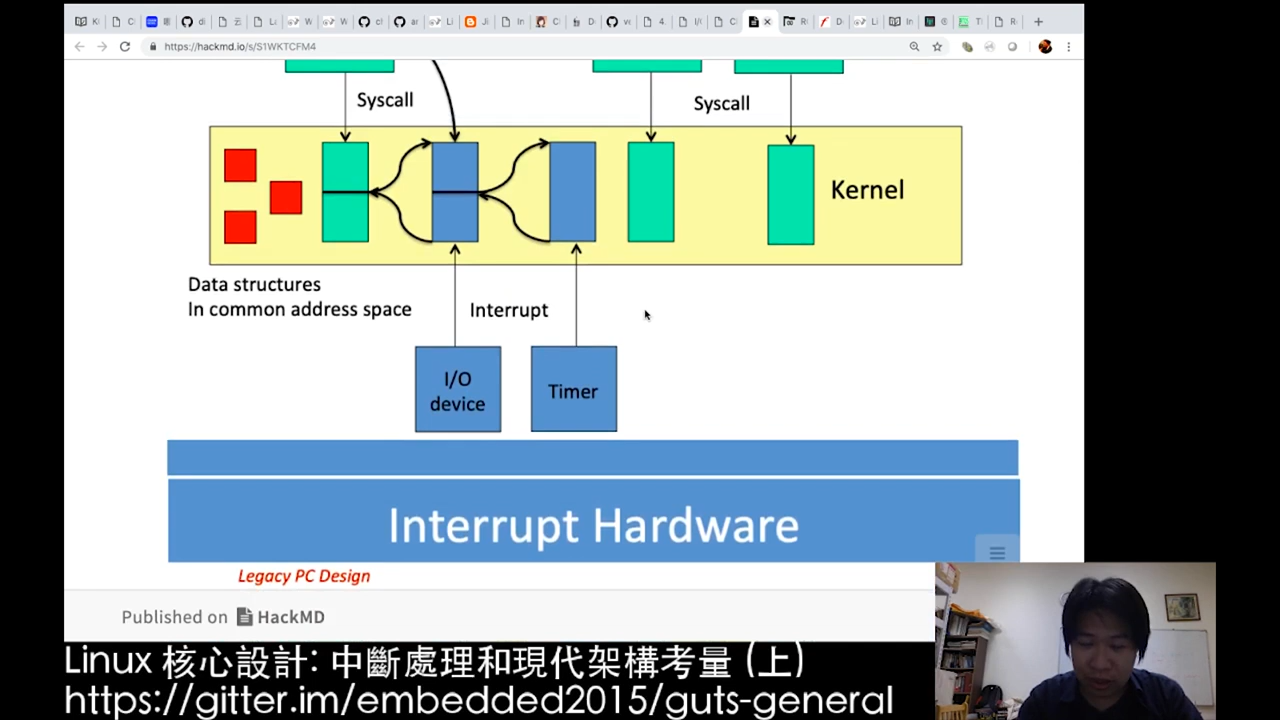 https://hackmd.io/s/S1WKTCFM4
Syscall
Syscall
Kernel
Data structures
In common address space
Interrupt
I/O
device
Timer
Interrupt Hardware
Legacy PC Design
Published on HackMD
Linux 核心設計: 中斷處理和現代架構考量 (上)
https://gitter.im/embedded2015/guts-general